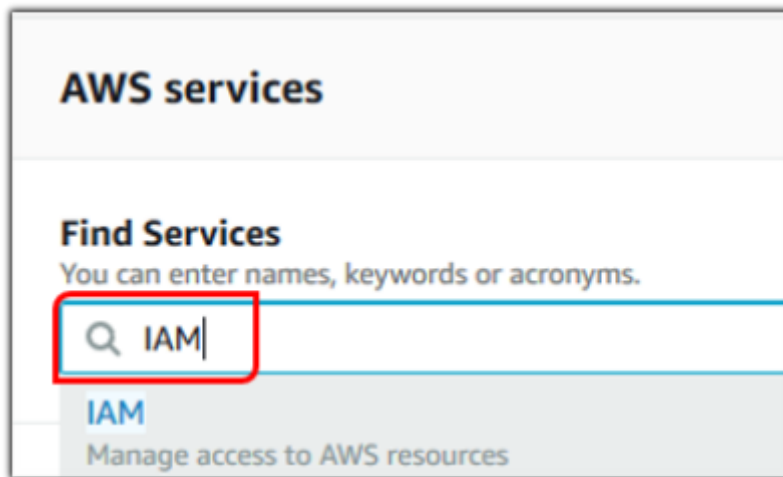 AWS services
Find Services
You can enter names, keywords or acronyms.
IAM
IAM
Manage access to AWS resources